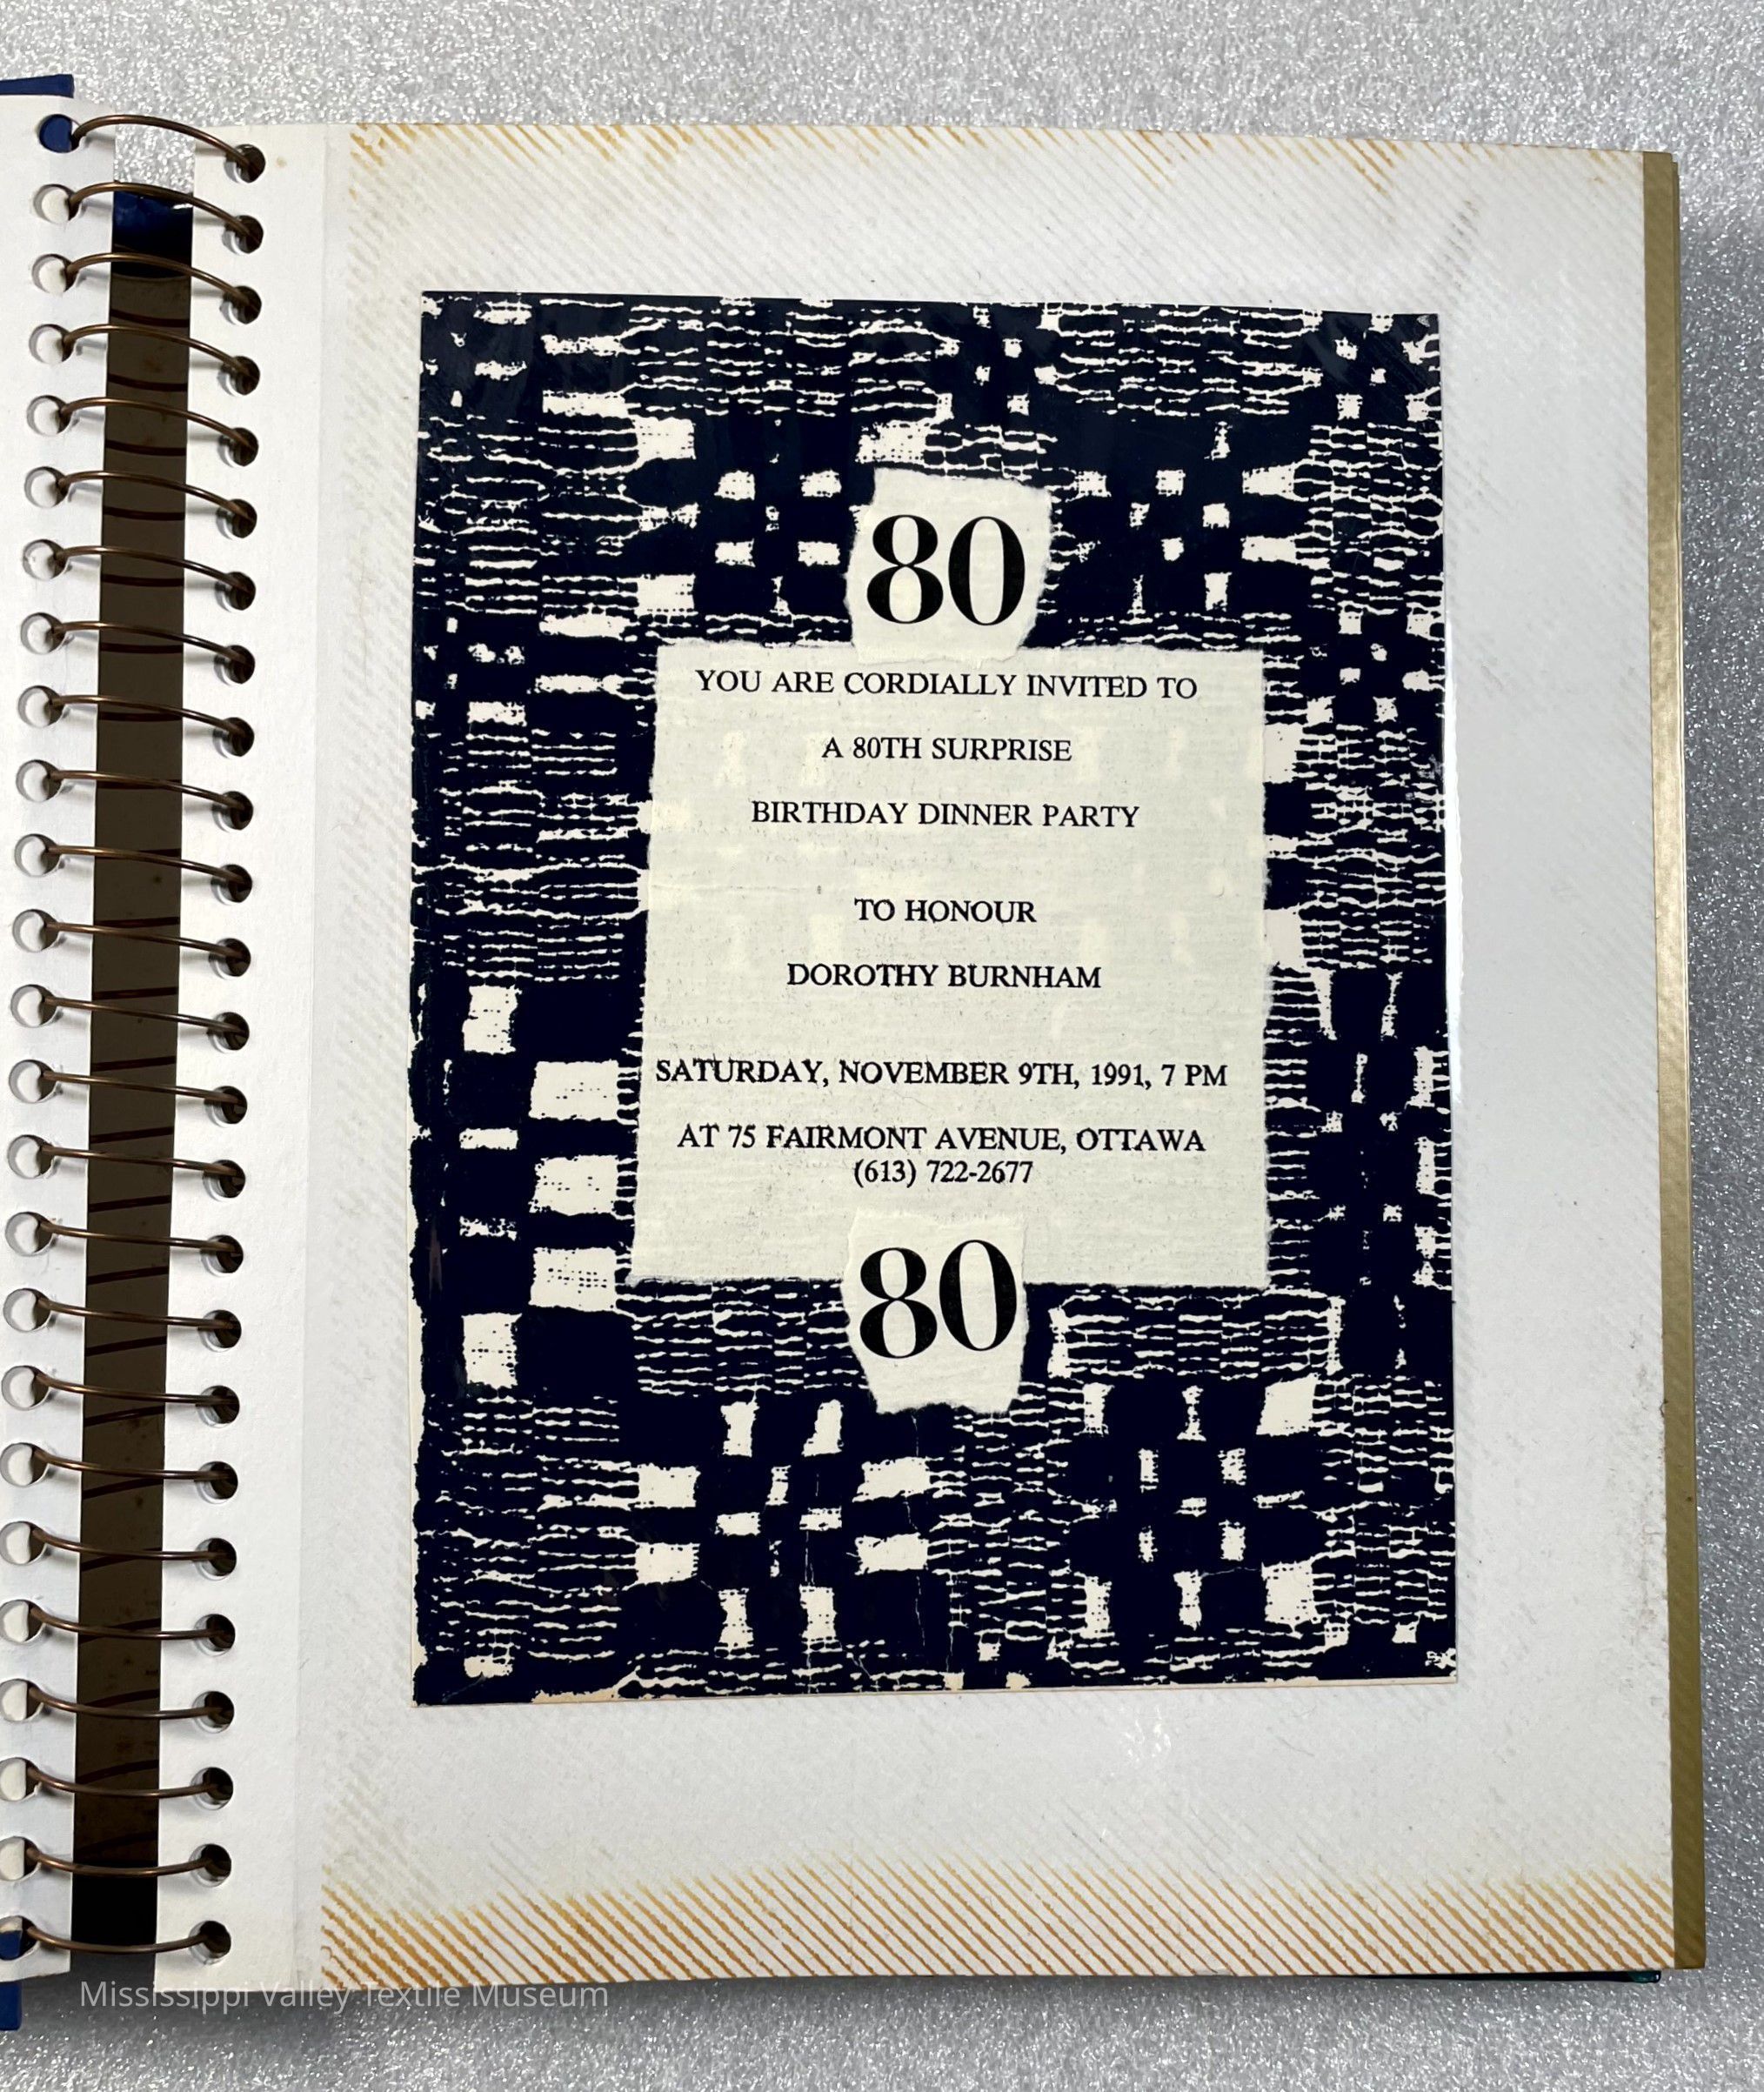 80
YOU ARE CORDIALLY INVITED TO
A 80TH SURPRISE
BIRTHDAY DINNER PARTY
TO HONOUR
DOROTHY BURNHAM
SATURDAY, NOVEMBER 9TH, 1991, 7 PM
AT 75 FAIRMONT AVENUE, OTTAWA
(613) 722-2677
80
Mississippi Valley Textile Museum